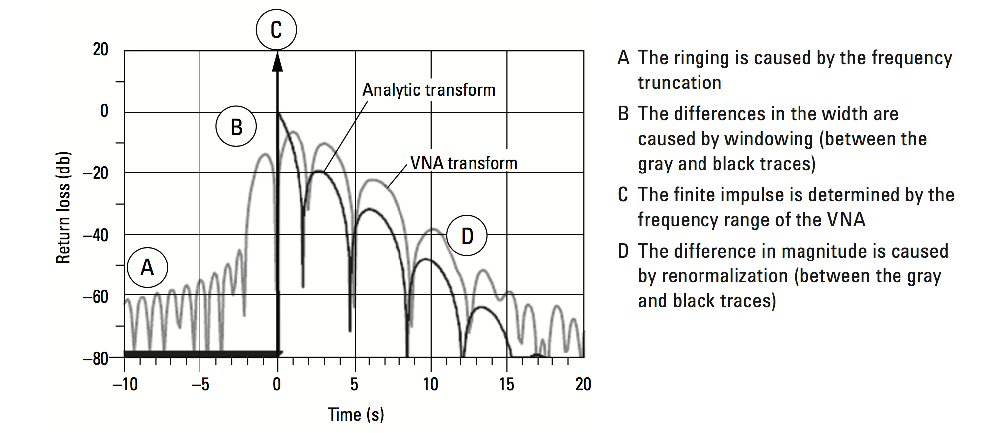 C
20
0
–20
–40
–60
–80
Return loss (db)
B
A
D
Analytic transform
VNA transform
–10
–5
0
5
10
15
20
Time (s)
A The ringing is caused by the frequency
truncation
B The differences in the width are
caused by windowing (between the
gray and black traces)
C The finite impulse is determined by the
frequency range of the VNA
D The difference in magnitude is caused
by renormalization (between the gray
and black traces)